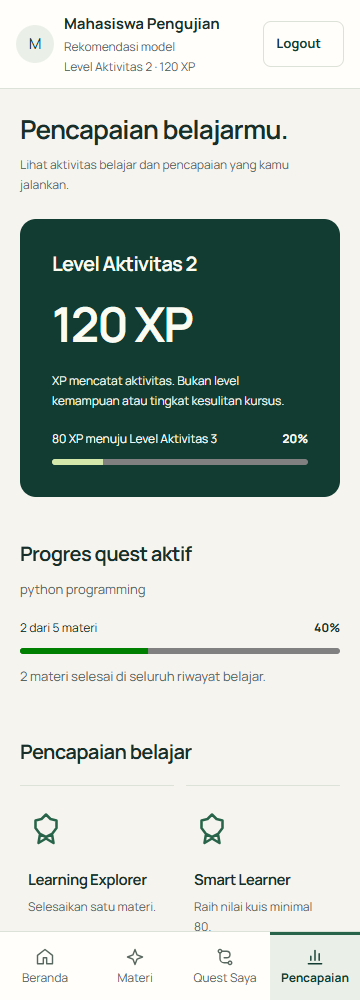 M
Mahasiswa Pengujian
Rekomendasi model
Level Aktivitas 2 · 120 XP
Logout
Pencapaian belajarmu.
Lihat aktivitas belajar dan pencapaian yang kamu
jalankan.
Level Aktivitas 2
120 XP
XP mencatat aktivitas. Bukan level
kemampuan atau tingkat kesulitan kursus.
80 XP menuju Level Aktivitas 3 20%
Progres quest aktif
python programming
2 dari 5 materi 40%
2 materi selesai di seluruh riwayat belajar.
Pencapaian belajar
Learning Explorer
Selesaikan satu materi.
Smart Learner
Raih nilai kuis minimal
80.
Beranda Materi Quest Saya Pencapaian